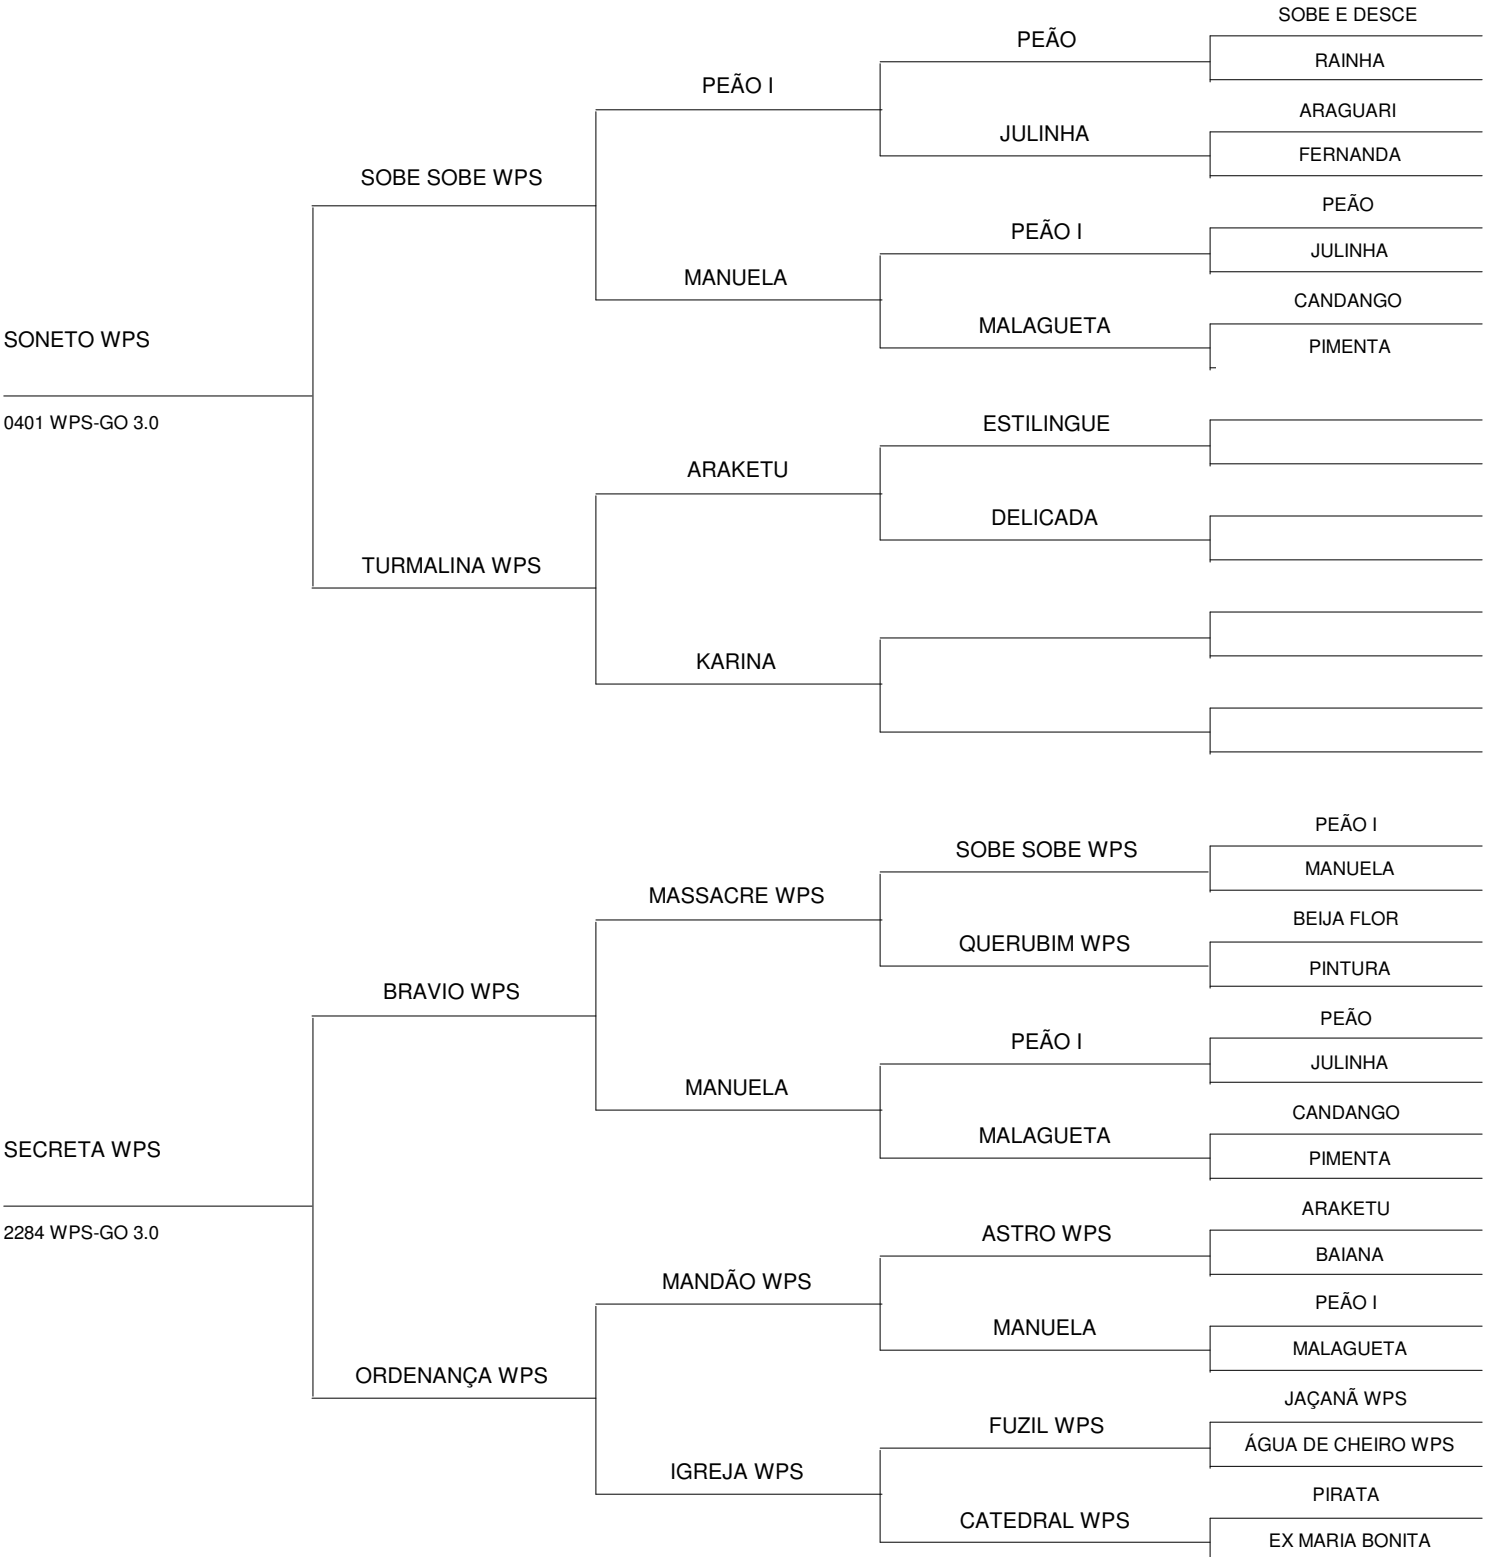 SOBE E DESCE
PEÃO
RAINHA
PEÃO I
ARAGUARI
JULINHA
FERNANDA
SOBE SOBE WPS
PEÃO
PEÃO I
JULINHA
MANUELA
CANDANGO
MALAGUETA
PIMENTA
SONETO WPS
0401 WPS-GO 3.0
ESTILINGUE
ARAKETU
DELICADA
TURMALINA WPS
KARINA
PEÃO I
SOBE SOBE WPS
MANUELA
MASSACRE WPS
BEIJA FLOR
QUERUBIM WPS
PINTURA
BRAVIO WPS
PEÃO
PEÃO I
JULINHA
MANUELA
CANDANGO
MALAGUETA
PIMENTA
SECRETA WPS
2284 WPS-GO 3.0
ARAKETU
ASTRO WPS
BAIANA
MANDÃO WPS
PEÃO I
MANUELA
MALAGUETA
ORDENANÇA WPS
JAÇANÃ WPS
FUZIL WPS
ÁGUA DE CHEIRO WPS
IGREJA WPS
PIRATA
CATEDRAL WPS
EX MARIA BONITA